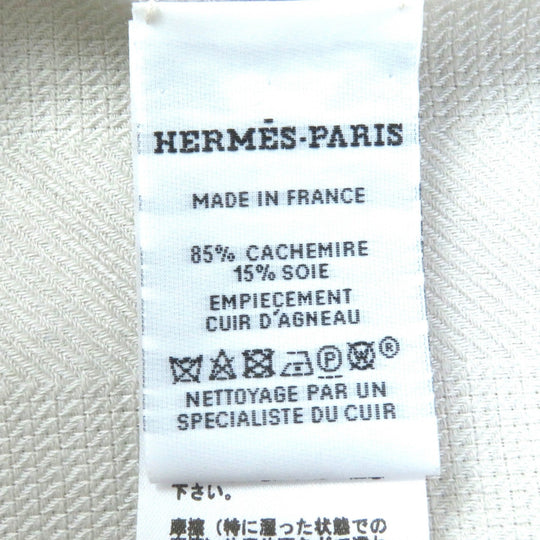 HERMÈS-PARIS
MADE IN FRANCE
85% CACHEMIRE
15% SOIE
EMPIECEMENT
CUIR D'AGNEAU
P W ®
NETTOYAGE PAR UN
SPECIALISTE DU CUIR
下さい。
摩擦（特に湿った状態での